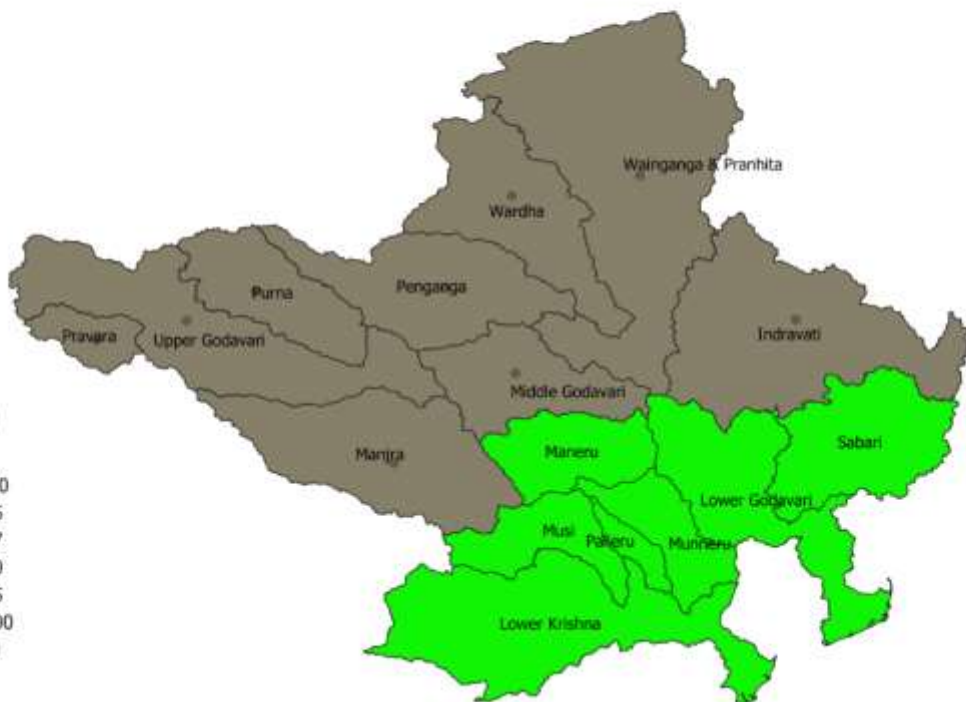 Wainganga & Pranhita
Wardha
Penganga
Purna
Pravara
Upper Godavari
Indravati
Middle Godavari
Manjra
Maneru
Sabari
Lower Godavari
Musi
Paleru
Munneru
Lower Krishna